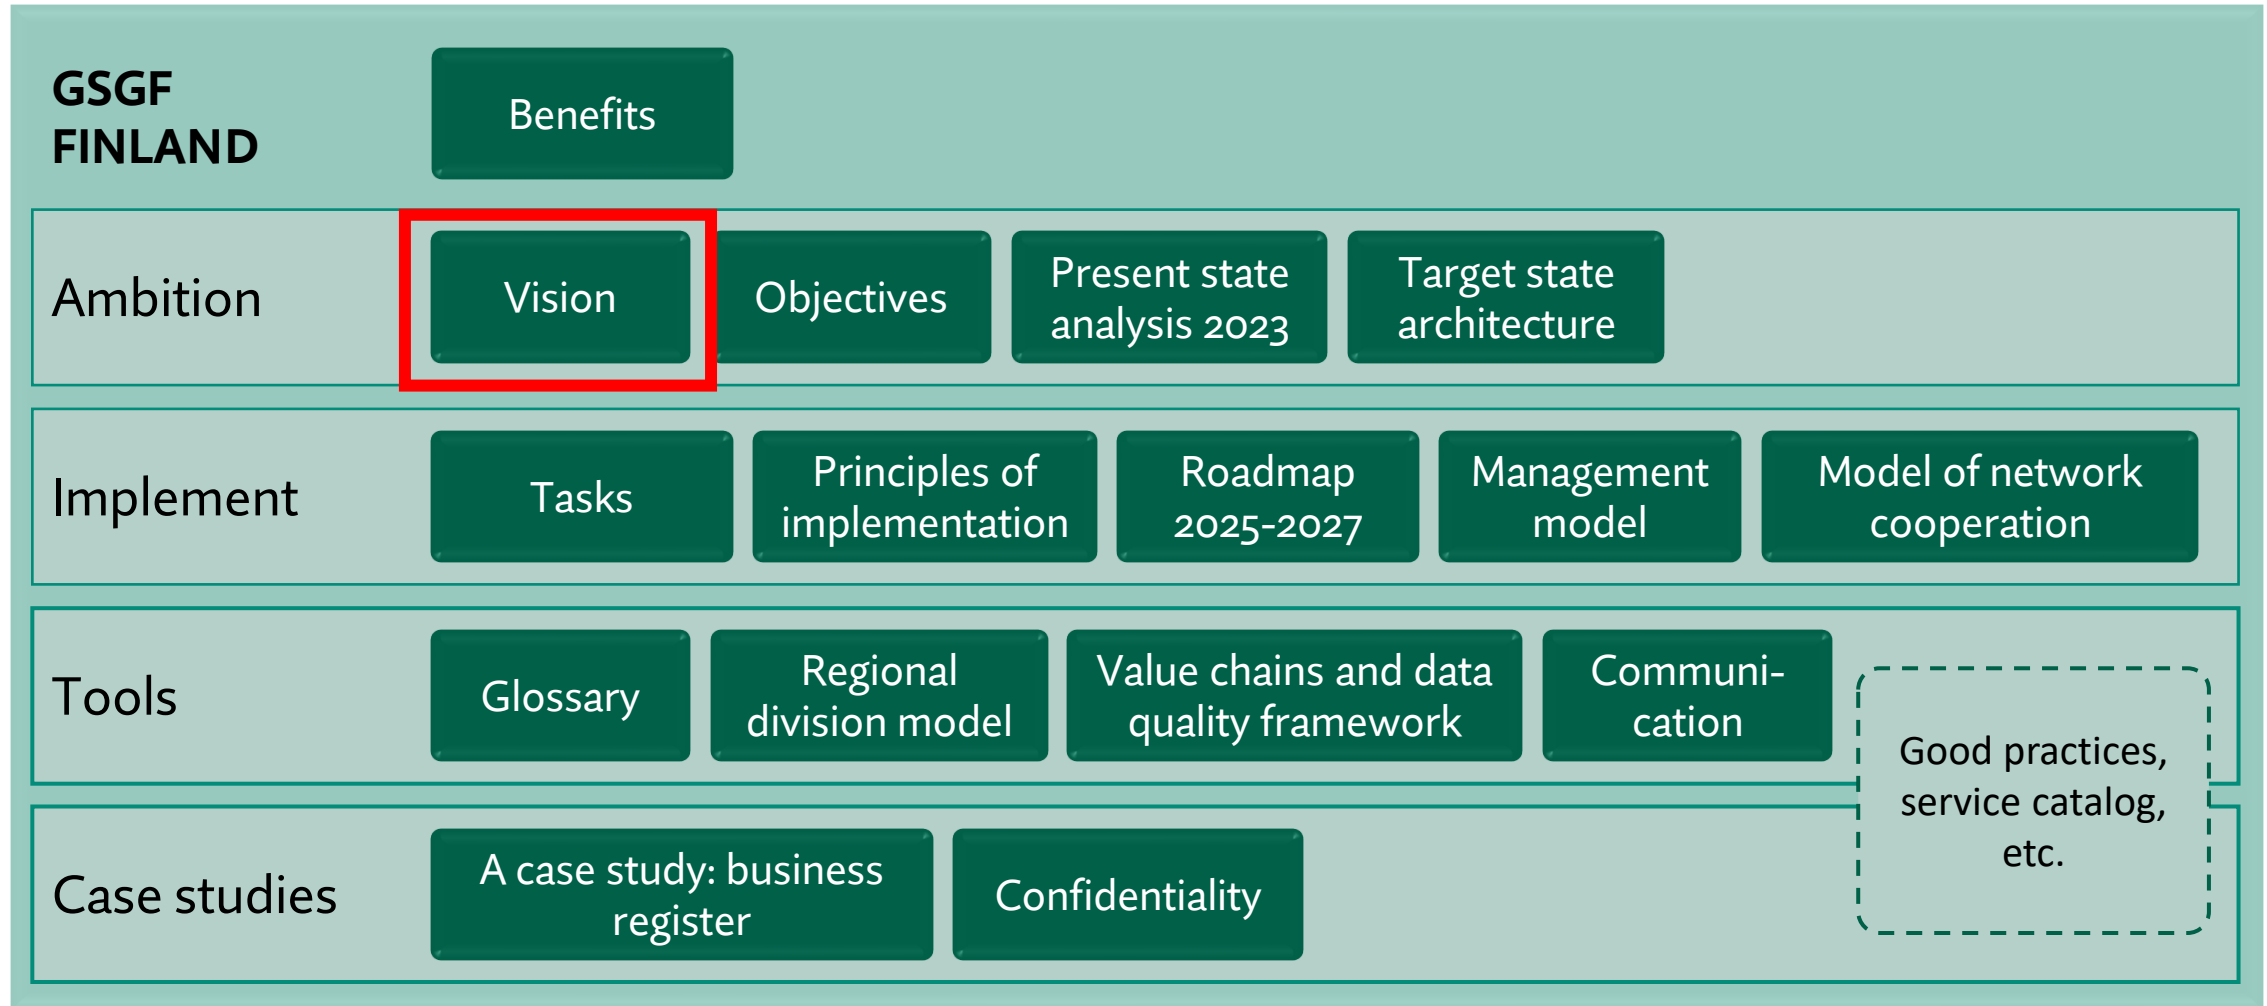 GSGF
FINLAND
Benefits
Ambition
Vision
Objectives
Present state
analysis 2023
Target state
architecture
Implement
Tasks
Principles of
implementation
Roadmap
2025-2027
Management
model
Model of network
cooperation
Tools
Glossary
Regional
division model
Value chains and data
quality framework
Communi-
cation
Good practices,
service catalog,
etc.
Case studies
A case study: business
register
Confidentiality